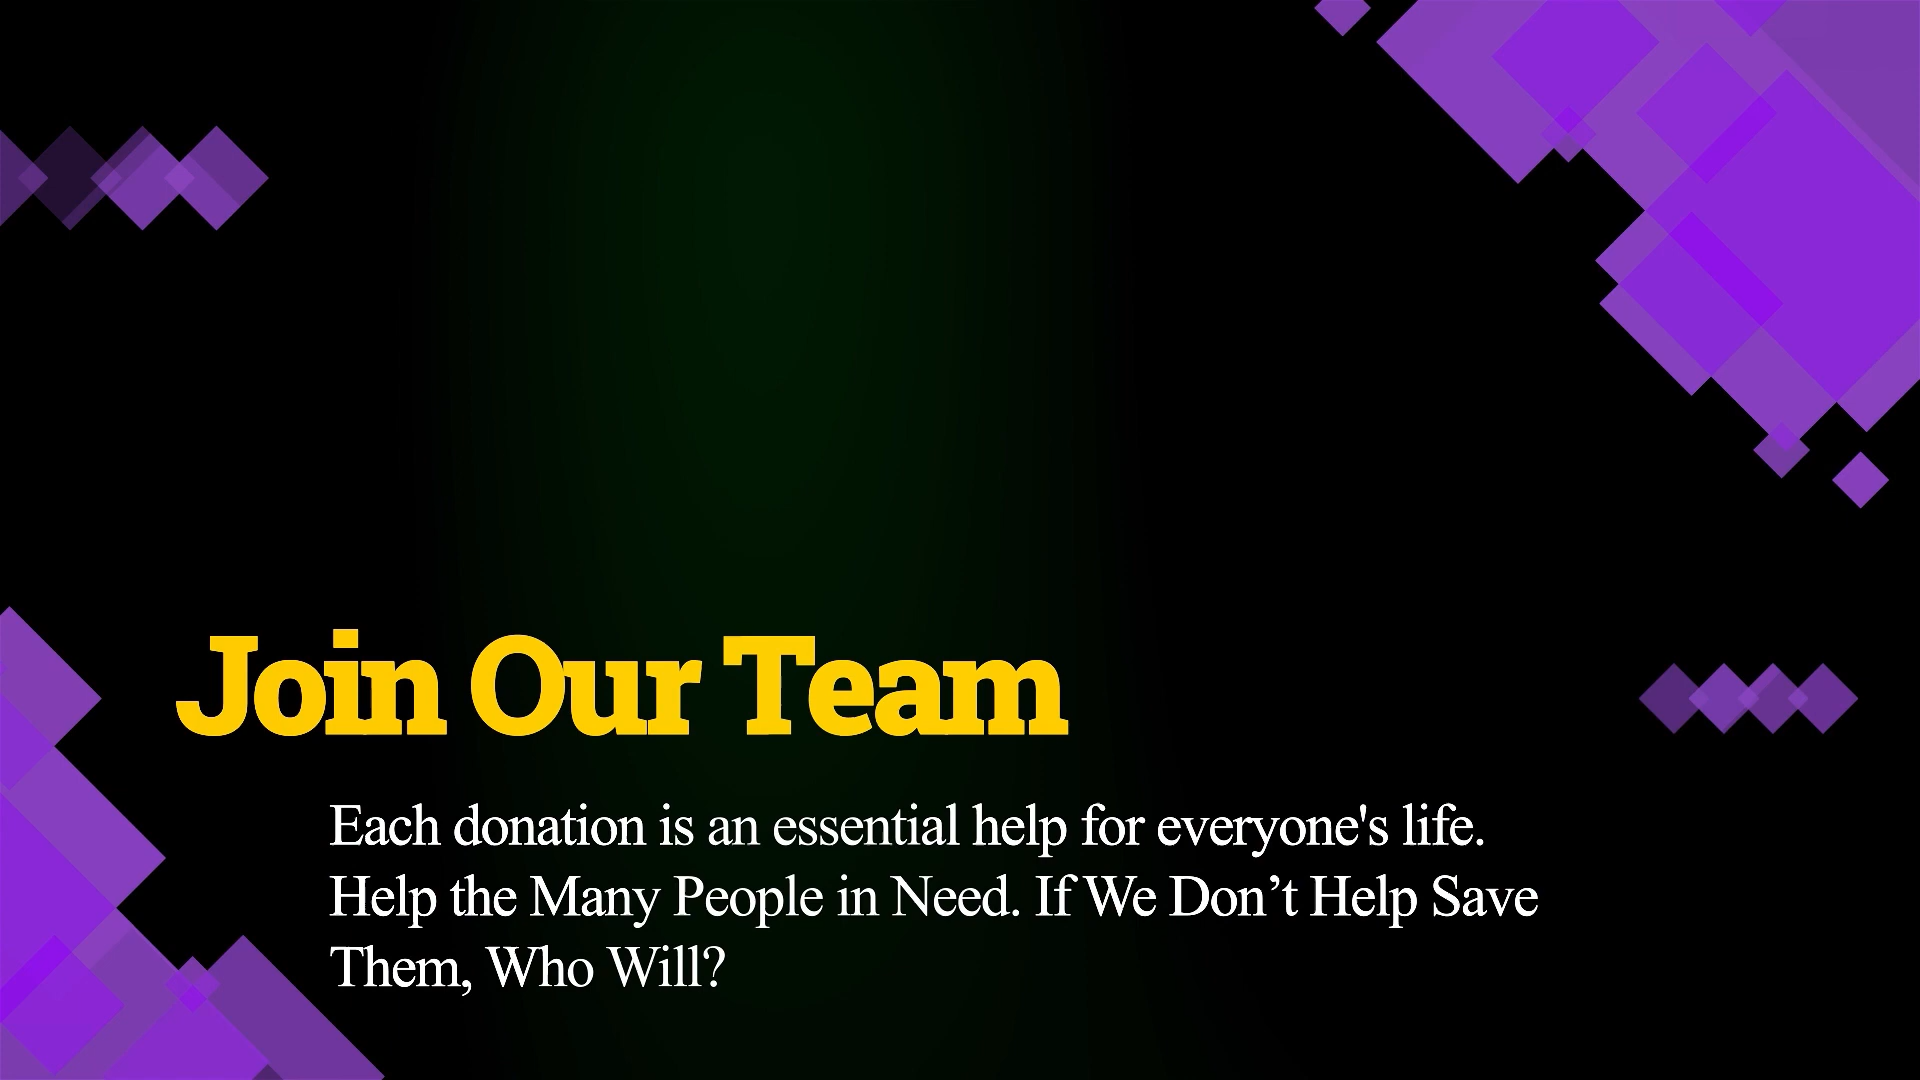 Join Our Team
Each donation is an essential help for everyone's life.
Help the Many People in Need. If We Don’t Help Save
Them, Who Will?